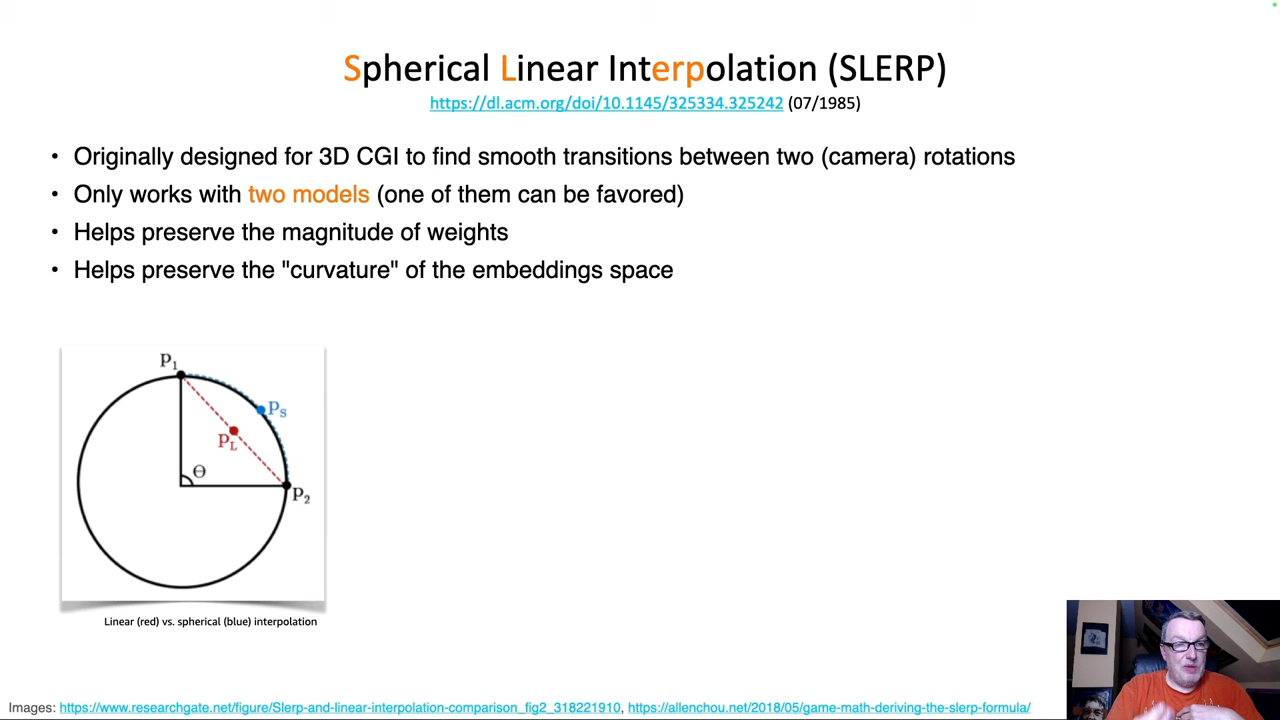 Spherical Linear Interpolation (SLERP)
https://dl.acm.org/doi/10.1145/325334.325242 (07/1985)
• Originally designed for 3D CGI to find smooth transitions between two (camera) rotations
• Only works with two models (one of them can be favored)
• Helps preserve the magnitude of weights
• Helps preserve the "curvature" of the embeddings space
P1
PS
PL
Θ
P2
Linear (red) vs. spherical (blue) interpolation
Images: https://www.researchgate.net/figure/Slerp-and-linear-interpolation-comparison_fig2_318221910, https://allenchou.net/2018/05/game-math-deriving-the-slerp-formula/